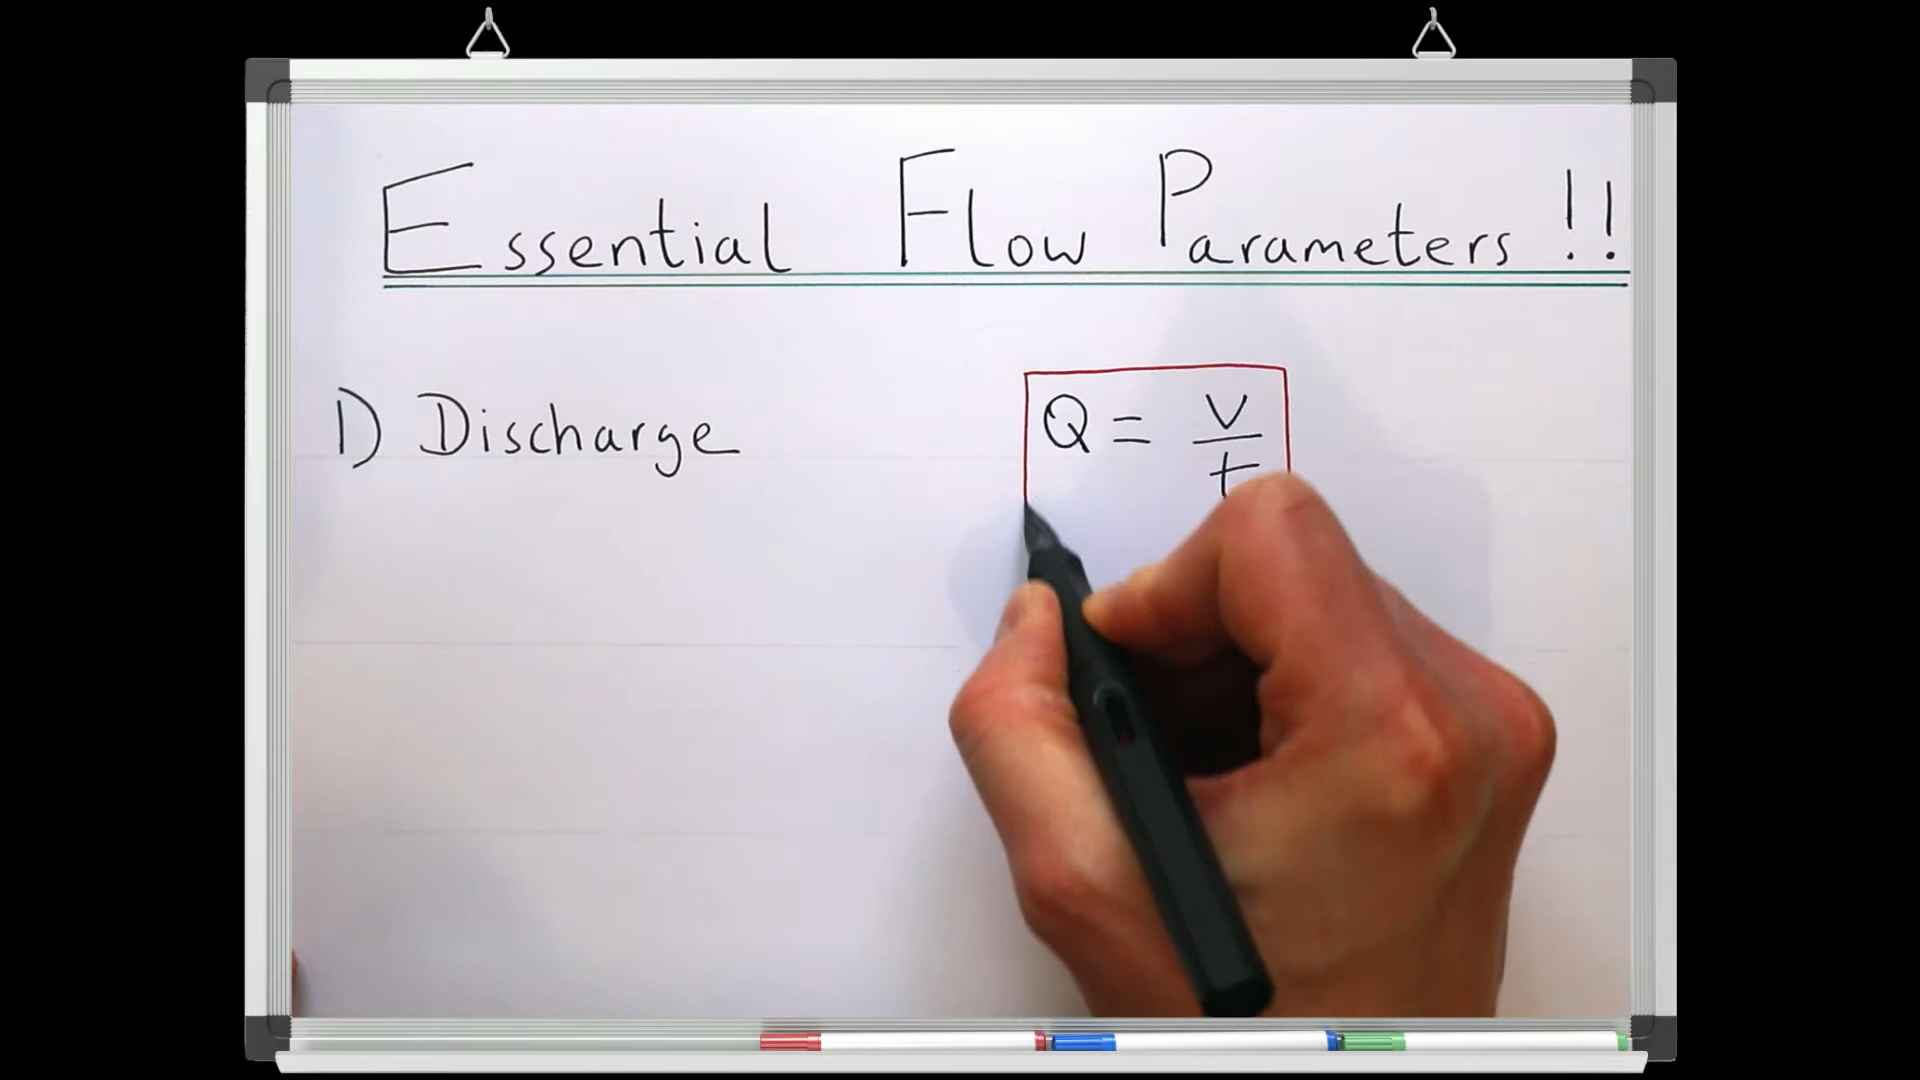 Essential Flow Parameters !!
1) Discharge
Q = V/t